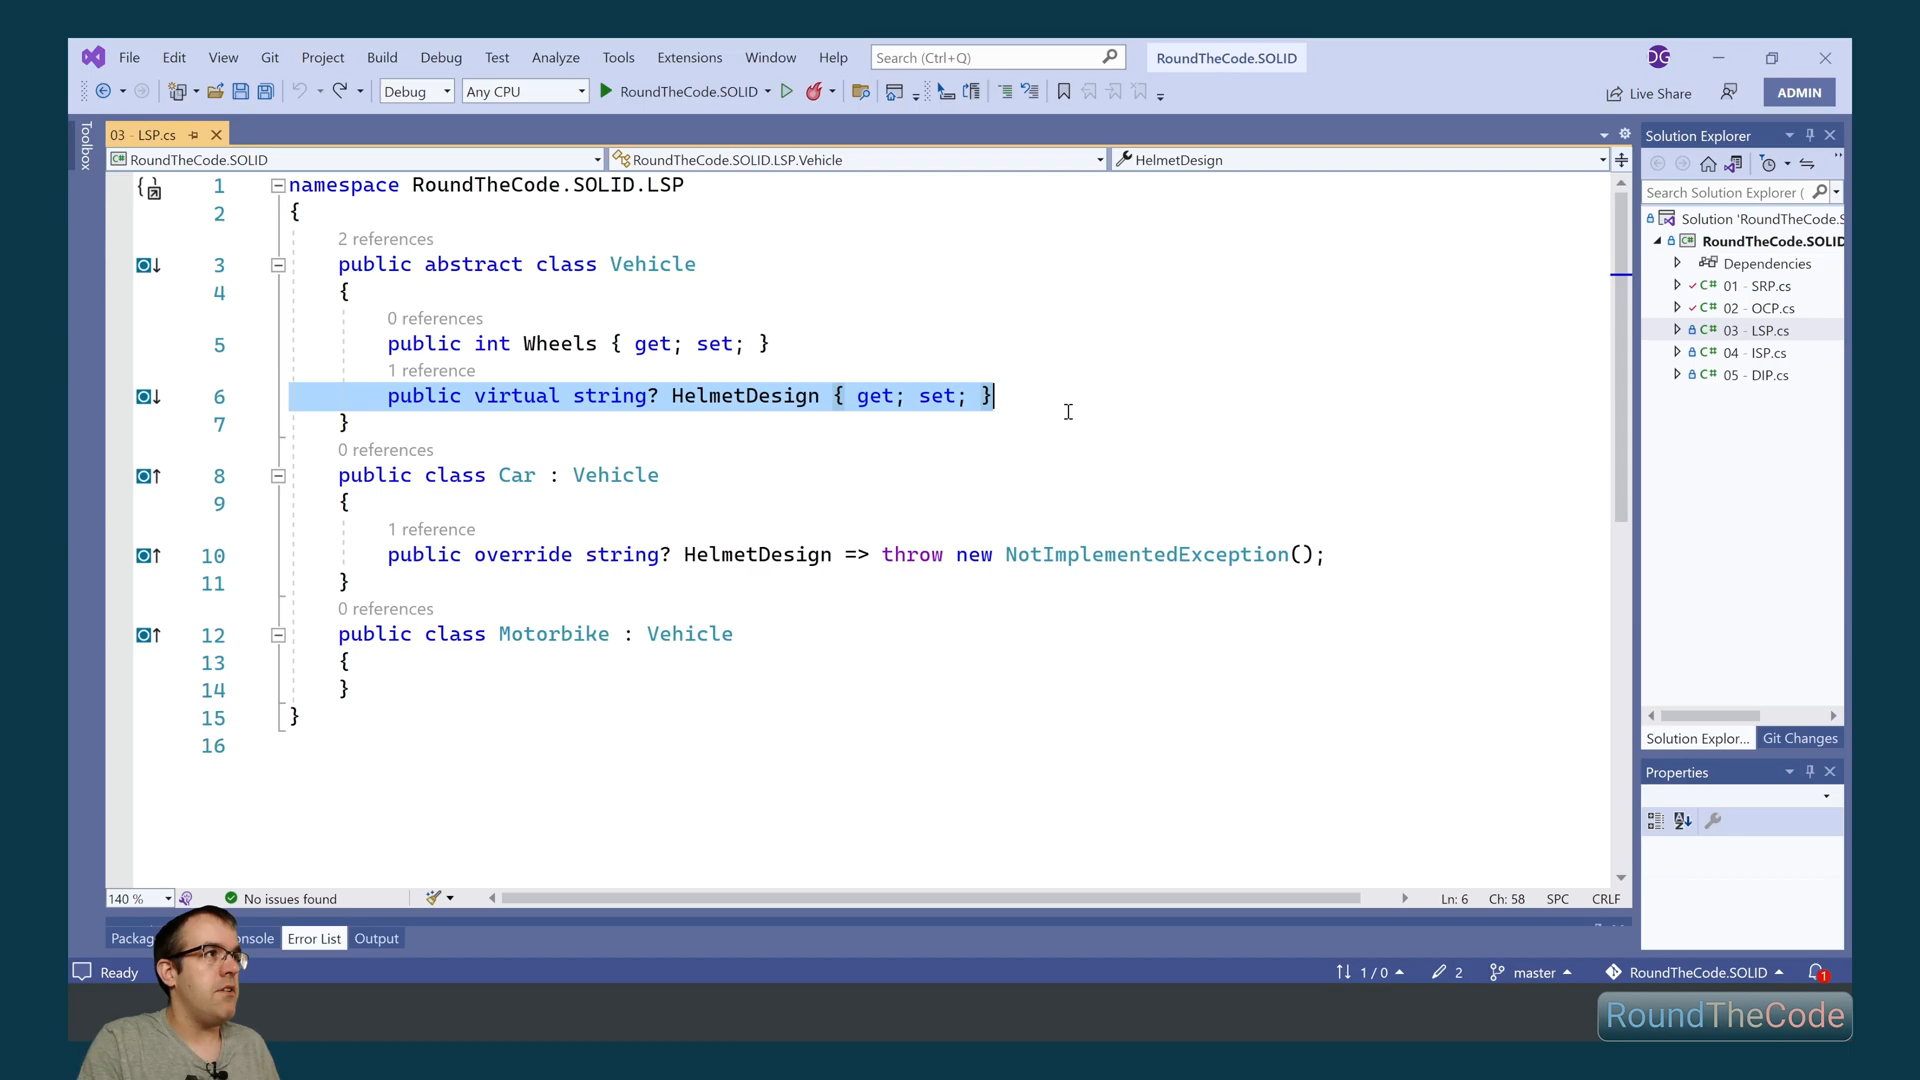 File Edit View Git Project Build Debug Test Analyze Tools Extensions Window Help Search (Ctrl+Q) RoundTheCode.SOLID DG
Debug Any CPU RoundTheCode.SOLID Live Share ADMIN
Toolbox
03 - LSP.cs
RoundTheCode.SOLID RoundTheCode.SOLID.LSP.Vehicle HelmetDesign
1 namespace RoundTheCode.SOLID.LSP
2 {
2 references
3 public abstract class Vehicle
4 {
0 references
5 public int Wheels { get; set; }
1 reference
6 public virtual string? HelmetDesign { get; set; }
7 }
0 references
8 public class Car : Vehicle
9 {
1 reference
10 public override string? HelmetDesign => throw new NotImplementedException();
11 }
0 references
12 public class Motorbike : Vehicle
13 {
14 }
15 }
16
140 % No issues found Ln: 6 Ch: 58 SPC CRLF
Error List Output
Ready 1 / 0 2 master RoundTheCode.SOLID 1
Solution Explorer
Search Solution Explorer (
Solution 'RoundTheCode.S
RoundTheCode.SOLID
Dependencies
C# 01 - SRP.cs
C# 02 - OCP.cs
C# 03 - LSP.cs
C# 04 - ISP.cs
C# 05 - DIP.cs
Solution Explor... Git Changes
Properties
RoundTheCode